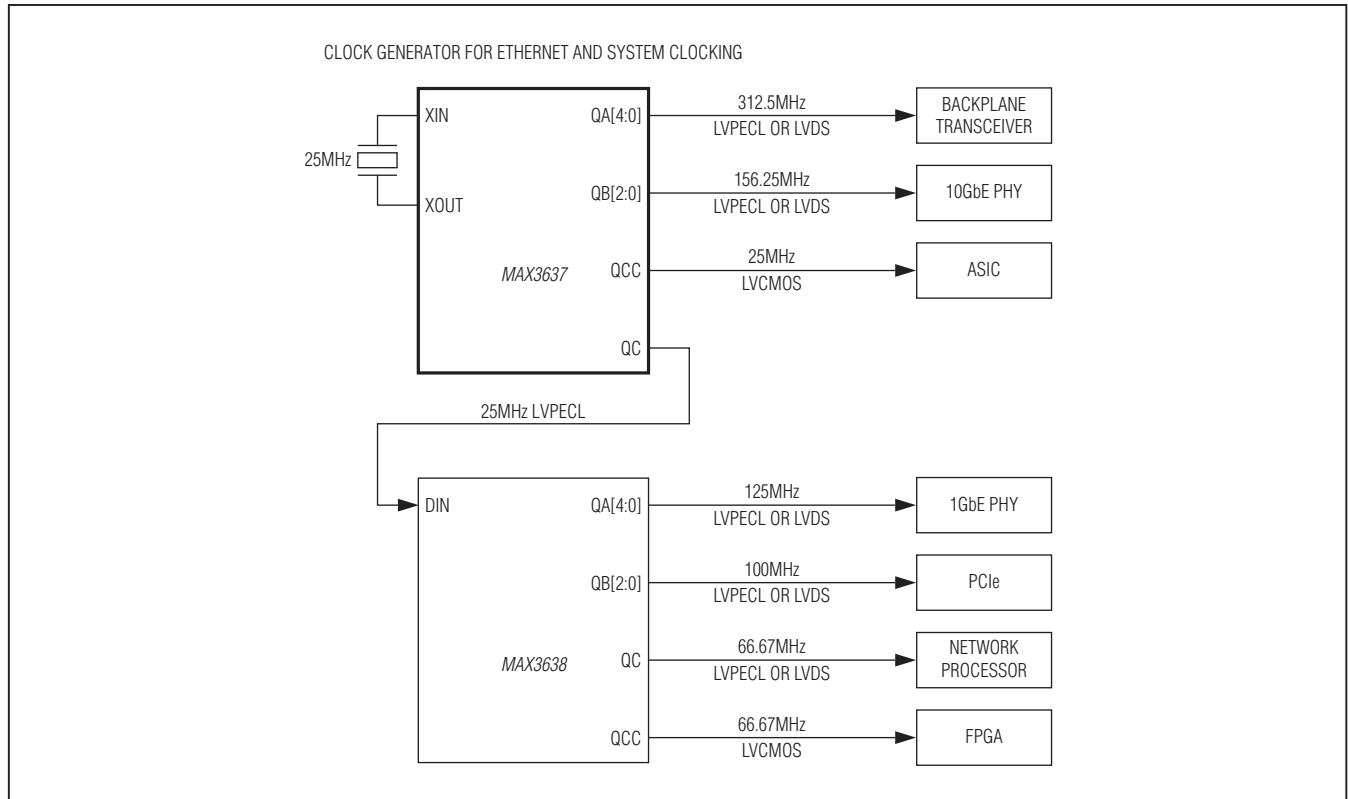 CLOCK GENERATOR FOR ETHERNET AND SYSTEM CLOCKING
XIN
XOUT
25MHz
MAX3637
QA[4:0]
312.5MHz
LVPECL OR LVDS
BACKPLANE
TRANSCEIVER
QB[2:0]
156.25MHz
LVPECL OR LVDS
10GbE PHY
QCC
25MHz
LVCMOS
ASIC
QC
25MHz LVPECL
DIN
MAX3638
QA[4:0]
125MHz
LVPECL OR LVDS
1GbE PHY
QB[2:0]
100MHz
LVPECL OR LVDS
PCIe
QC
66.67MHz
LVPECL OR LVDS
NETWORK
PROCESSOR
QCC
66.67MHz
LVCMOS
FPGA